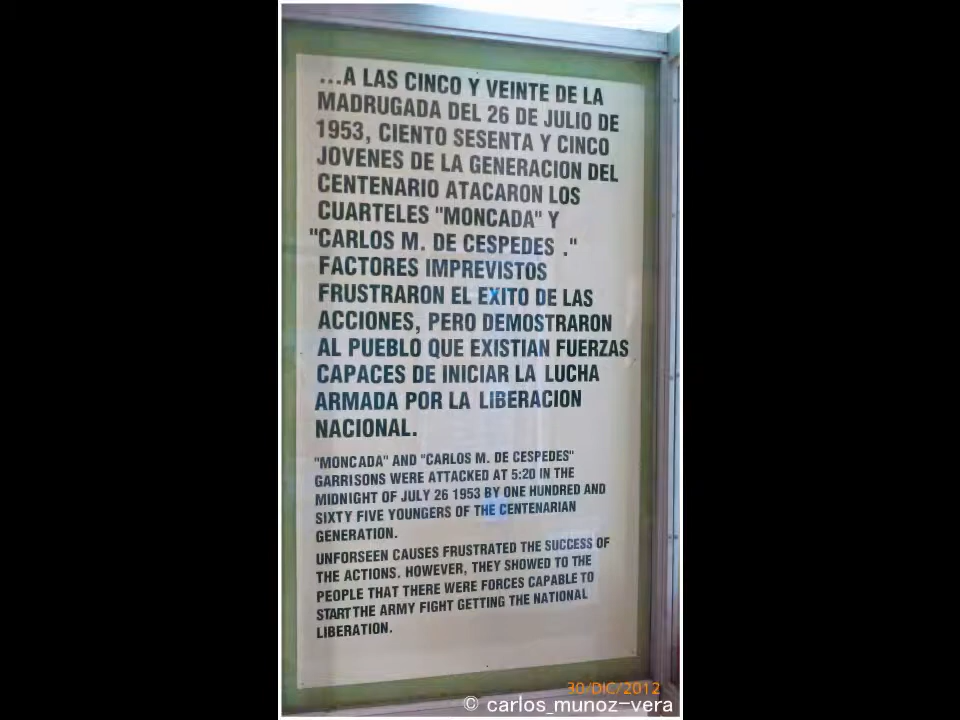 ...A LAS CINCO Y VEINTE DE LA
MADRUGADA DEL 26 DE JULIO DE
1953, CIENTO SESENTA Y CINCO
JOVENES DE LA GENERACION DEL
CENTENARIO ATACARON LOS
CUARTELES "MONCADA" Y
"CARLOS M. DE CESPEDES ."
FACTORES IMPREVISTOS
FRUSTRARON EL EXITO DE LAS
ACCIONES, PERO DEMOSTRARON
AL PUEBLO QUE EXISTIAN FUERZAS
CAPACES DE INICIAR LA LUCHA
ARMADA POR LA LIBERACION
NACIONAL.
"MONCADA" AND "CARLOS M. DE CESPEDES"
GARRISONS WERE ATTACKED AT 5:20 IN THE
MIDNIGHT OF JULY 26 1953 BY ONE HUNDRED AND
SIXTY FIVE YOUNGERS OF THE CENTENARIAN
GENERATION.
UNFORSEEN CAUSES FRUSTRATED THE SUCCESS OF
THE ACTIONS. HOWEVER, THEY SHOWED TO THE
PEOPLE THAT THERE WERE FORCES CAPABLE TO
START THE ARMY FIGHT GETTING THE NATIONAL
LIBERATION.
30/DIC/2012
© carlos_munoz-vera